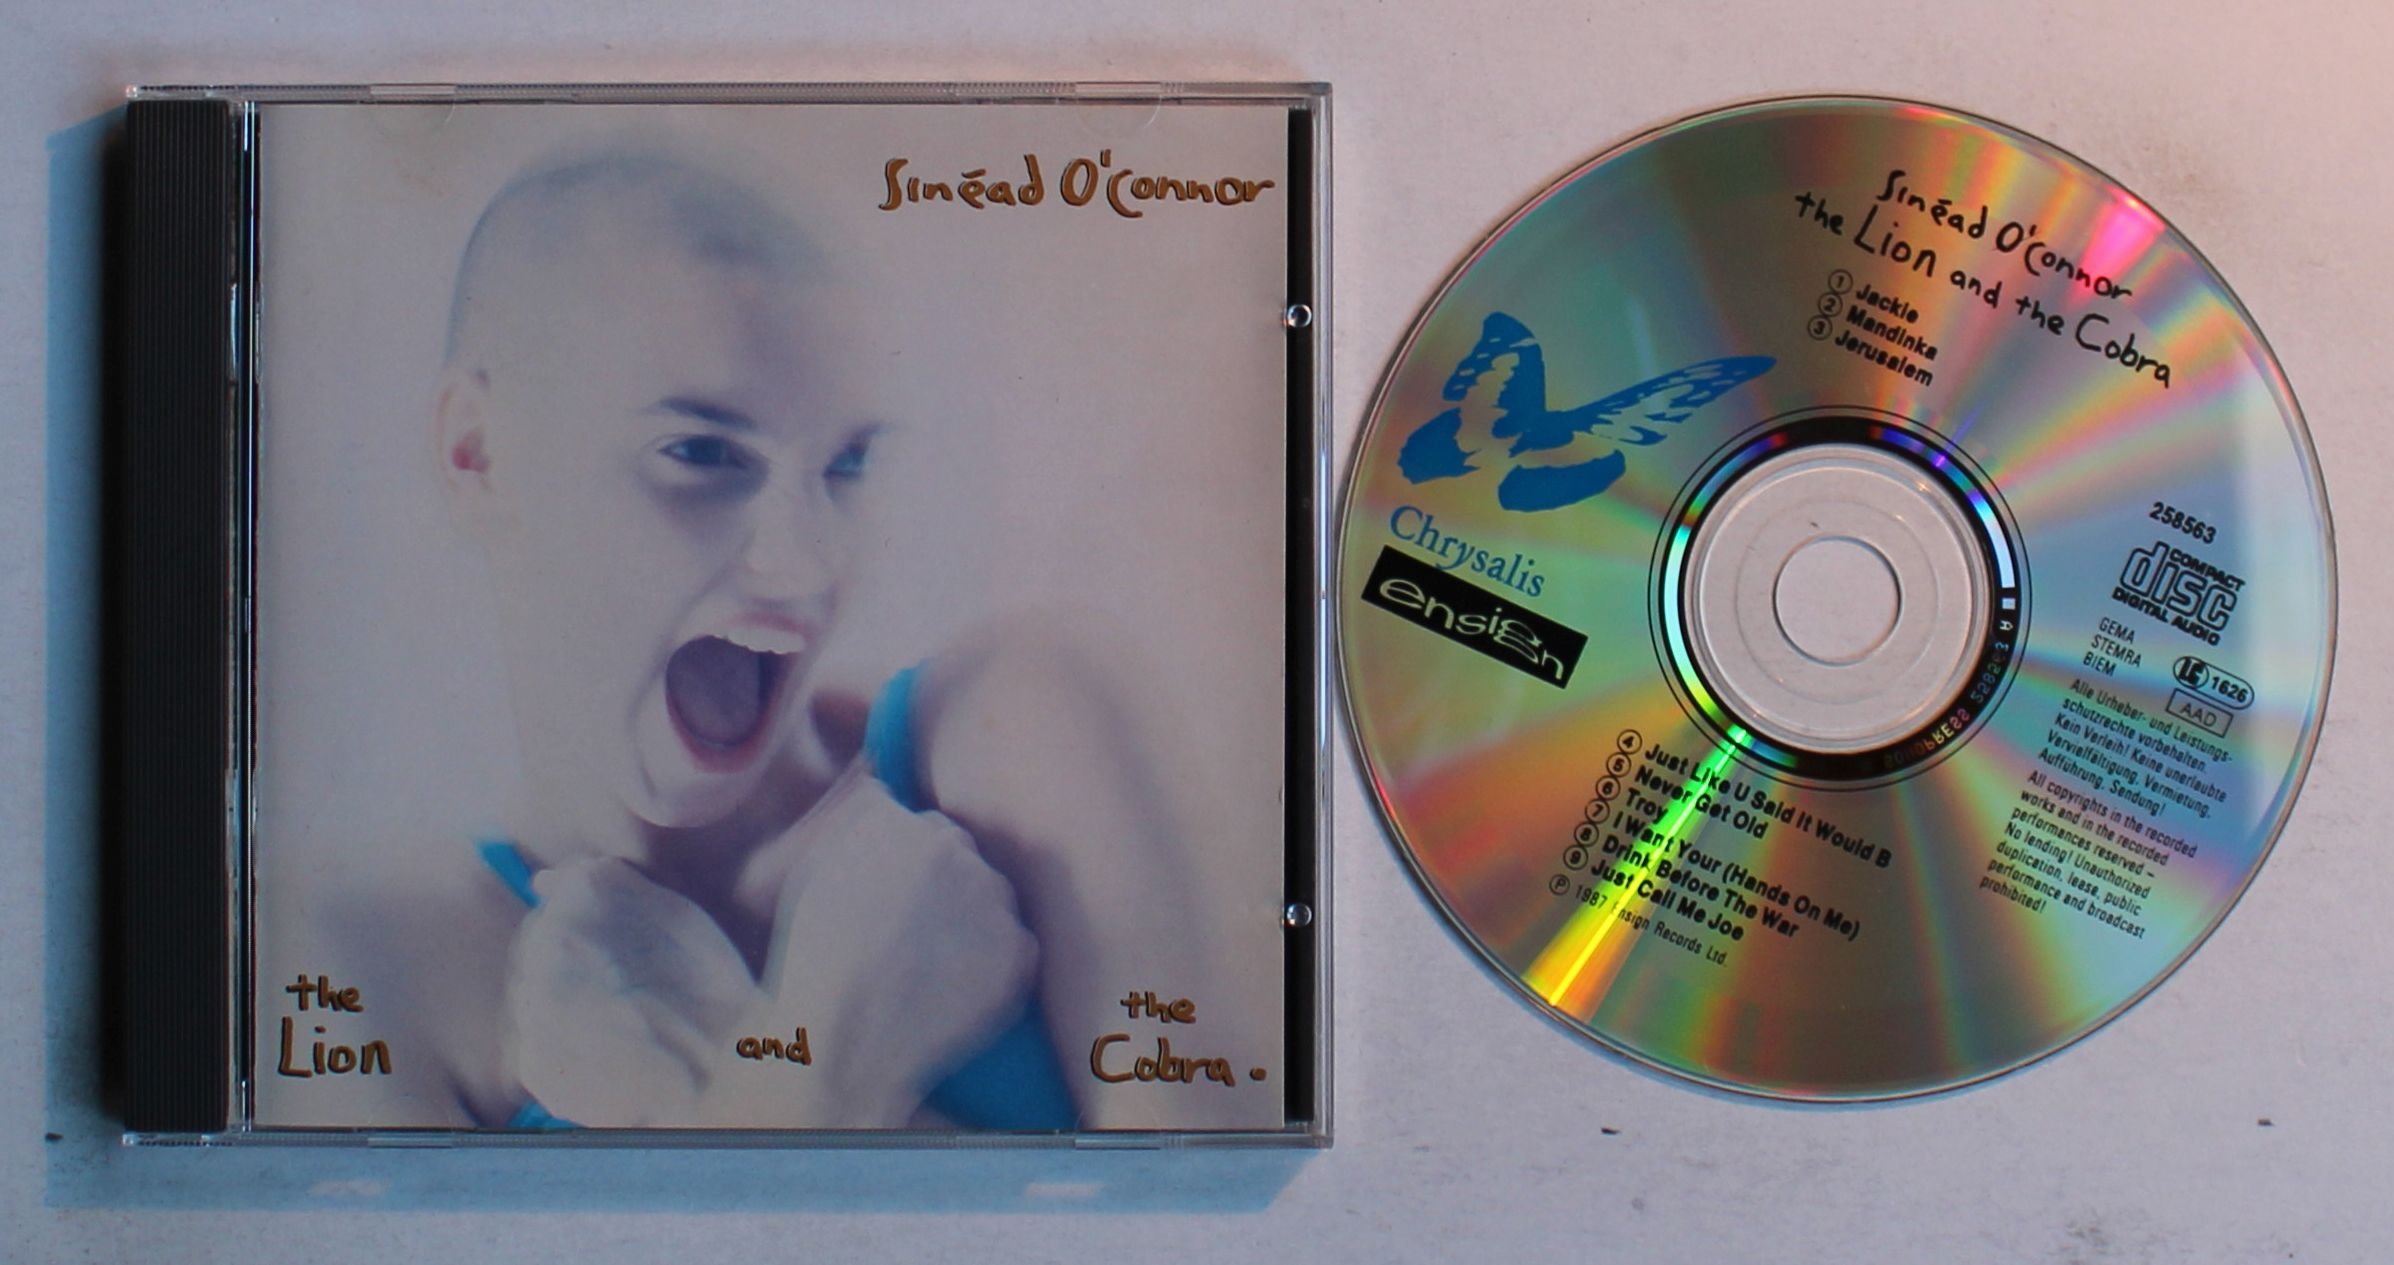 Sinéad O'Connor
the
Lion
and
the
Cobra.
Sinéad O'Connor
the Lion and the Cobra
1 Jackie
2 Mandinka
3 Jerusalem
Chrysalis
ensign
258563
COMPACT
disc
DIGITAL AUDIO
GEMA
STEMRA
BIEM
LC 1626
AAD
Alle Urheber- und Leistungs-
schutzrechte vorbehalten.
Kein Verleih! Keine unerlaubte
Vervielfältigung, Vermietung,
Aufführung, Sendung!
All copyrights in the recorded
works and in the recorded
performances reserved –
No lending! Unauthorized
duplication, lease, public
performance and broadcast
prohibited!
4 Just Like U Said It Would B
5 Never Get Old
6 Troy
7 I Want Your (Hands On Me)
8 Drink Before The War
9 Just Call Me Joe
℗ 1987 Ensign Records Ltd.